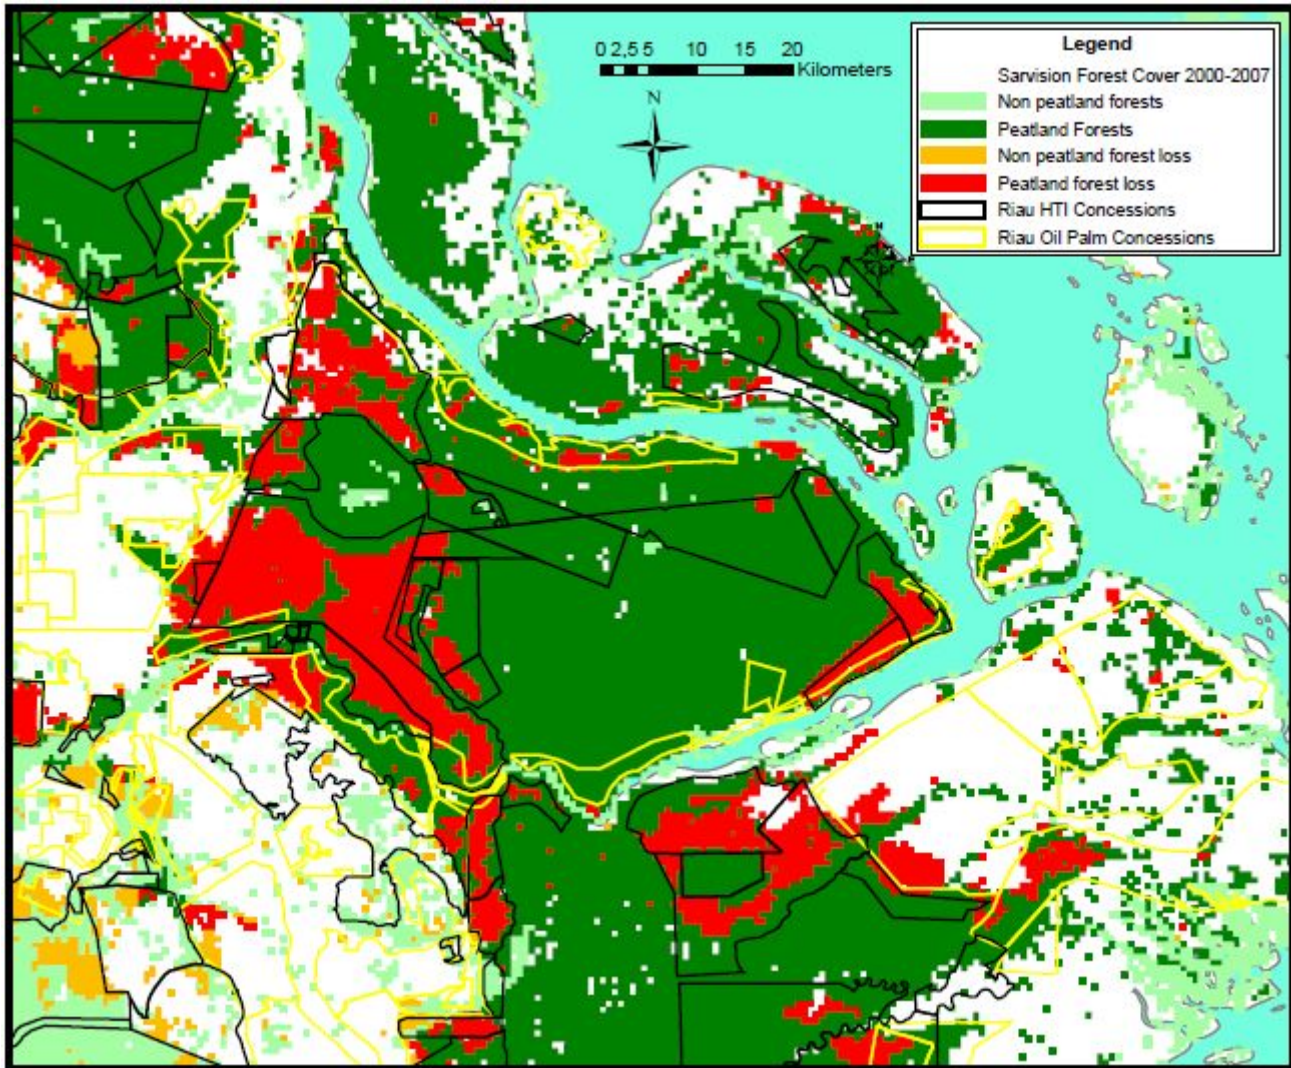 0 2,5 5 10 15 20
Kilometers
N
Legend
Sarvision Forest Cover 2000-2007
Non peatland forests
Peatland Forests
Non peatland forest loss
Peatland forest loss
Riau HTI Concessions
Riau Oil Palm Concessions